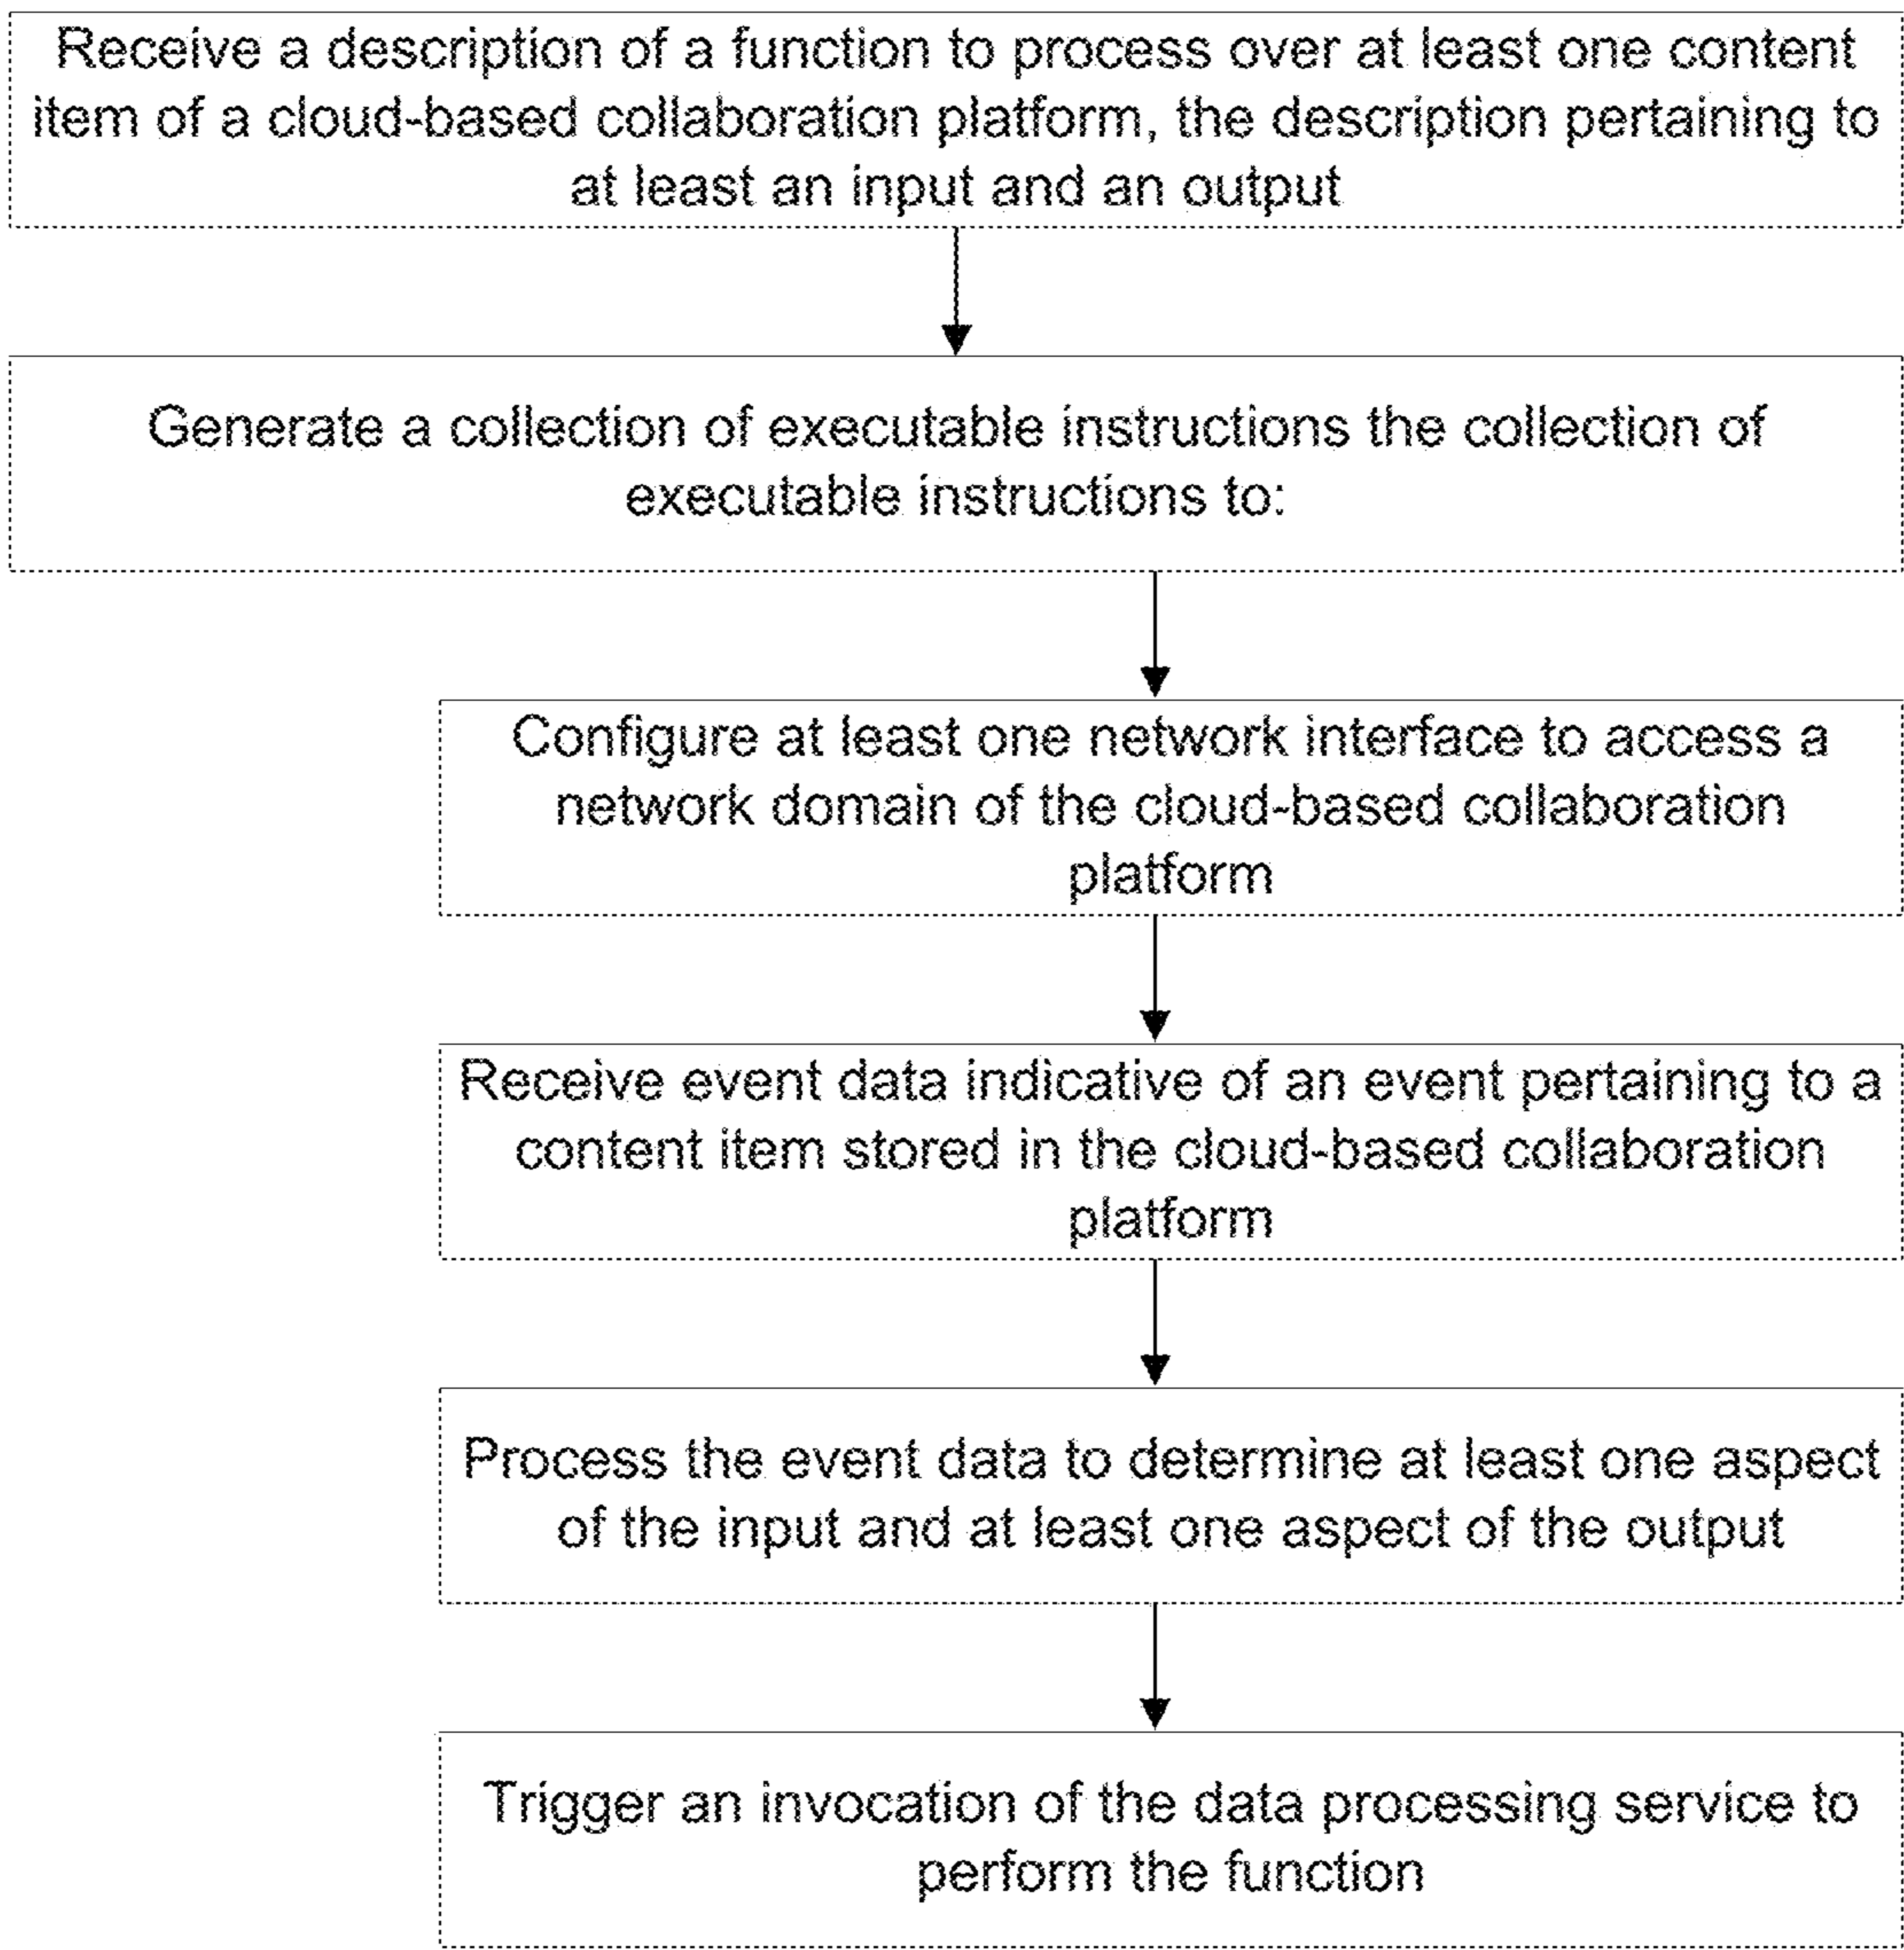 Receive a description of a function to process over at least one content
item of a cloud-based collaboration platform, the description pertaining to
at least an input and an output
Generate a collection of executable instructions the collection of
executable instructions to:
Configure at least one network interface to access a
network domain of the cloud-based collaboration
platform
Receive event data indicative of an event pertaining to a
content item stored in the cloud-based collaboration
platform
Process the event data to determine at least one aspect
of the input and at least one aspect of the output
Trigger an invocation of the data processing service to
perform the function